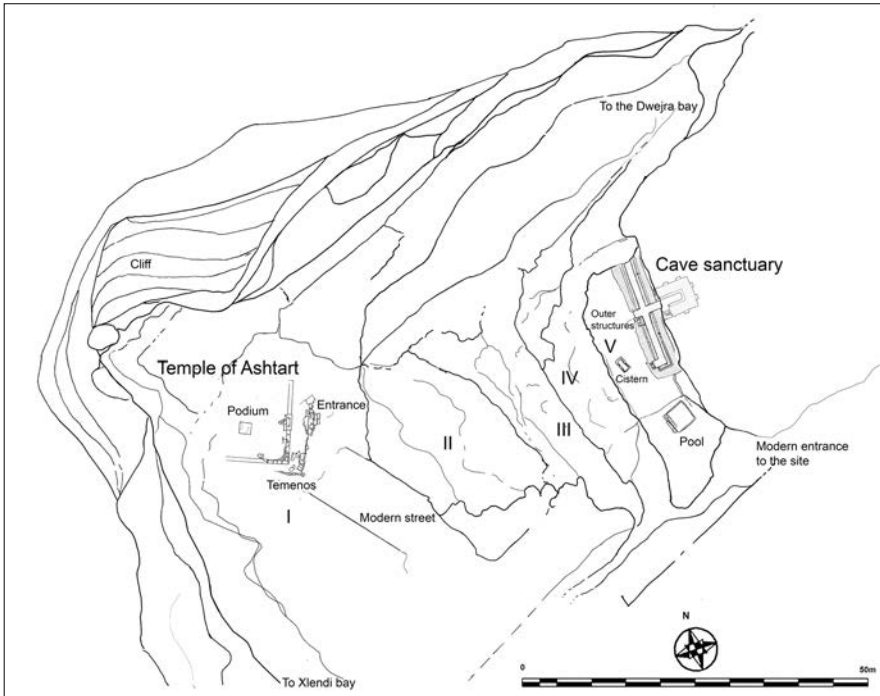 To the Dwejra bay
Cave sanctuary
Cliff
Outer
structures
V
Temple of Ashtart
IV
Cistern
Podium
Entrance
II
III
Pool
Modern entrance
to the site
Temenos
I
Modern street
N
0
50m
To Xlendi bay